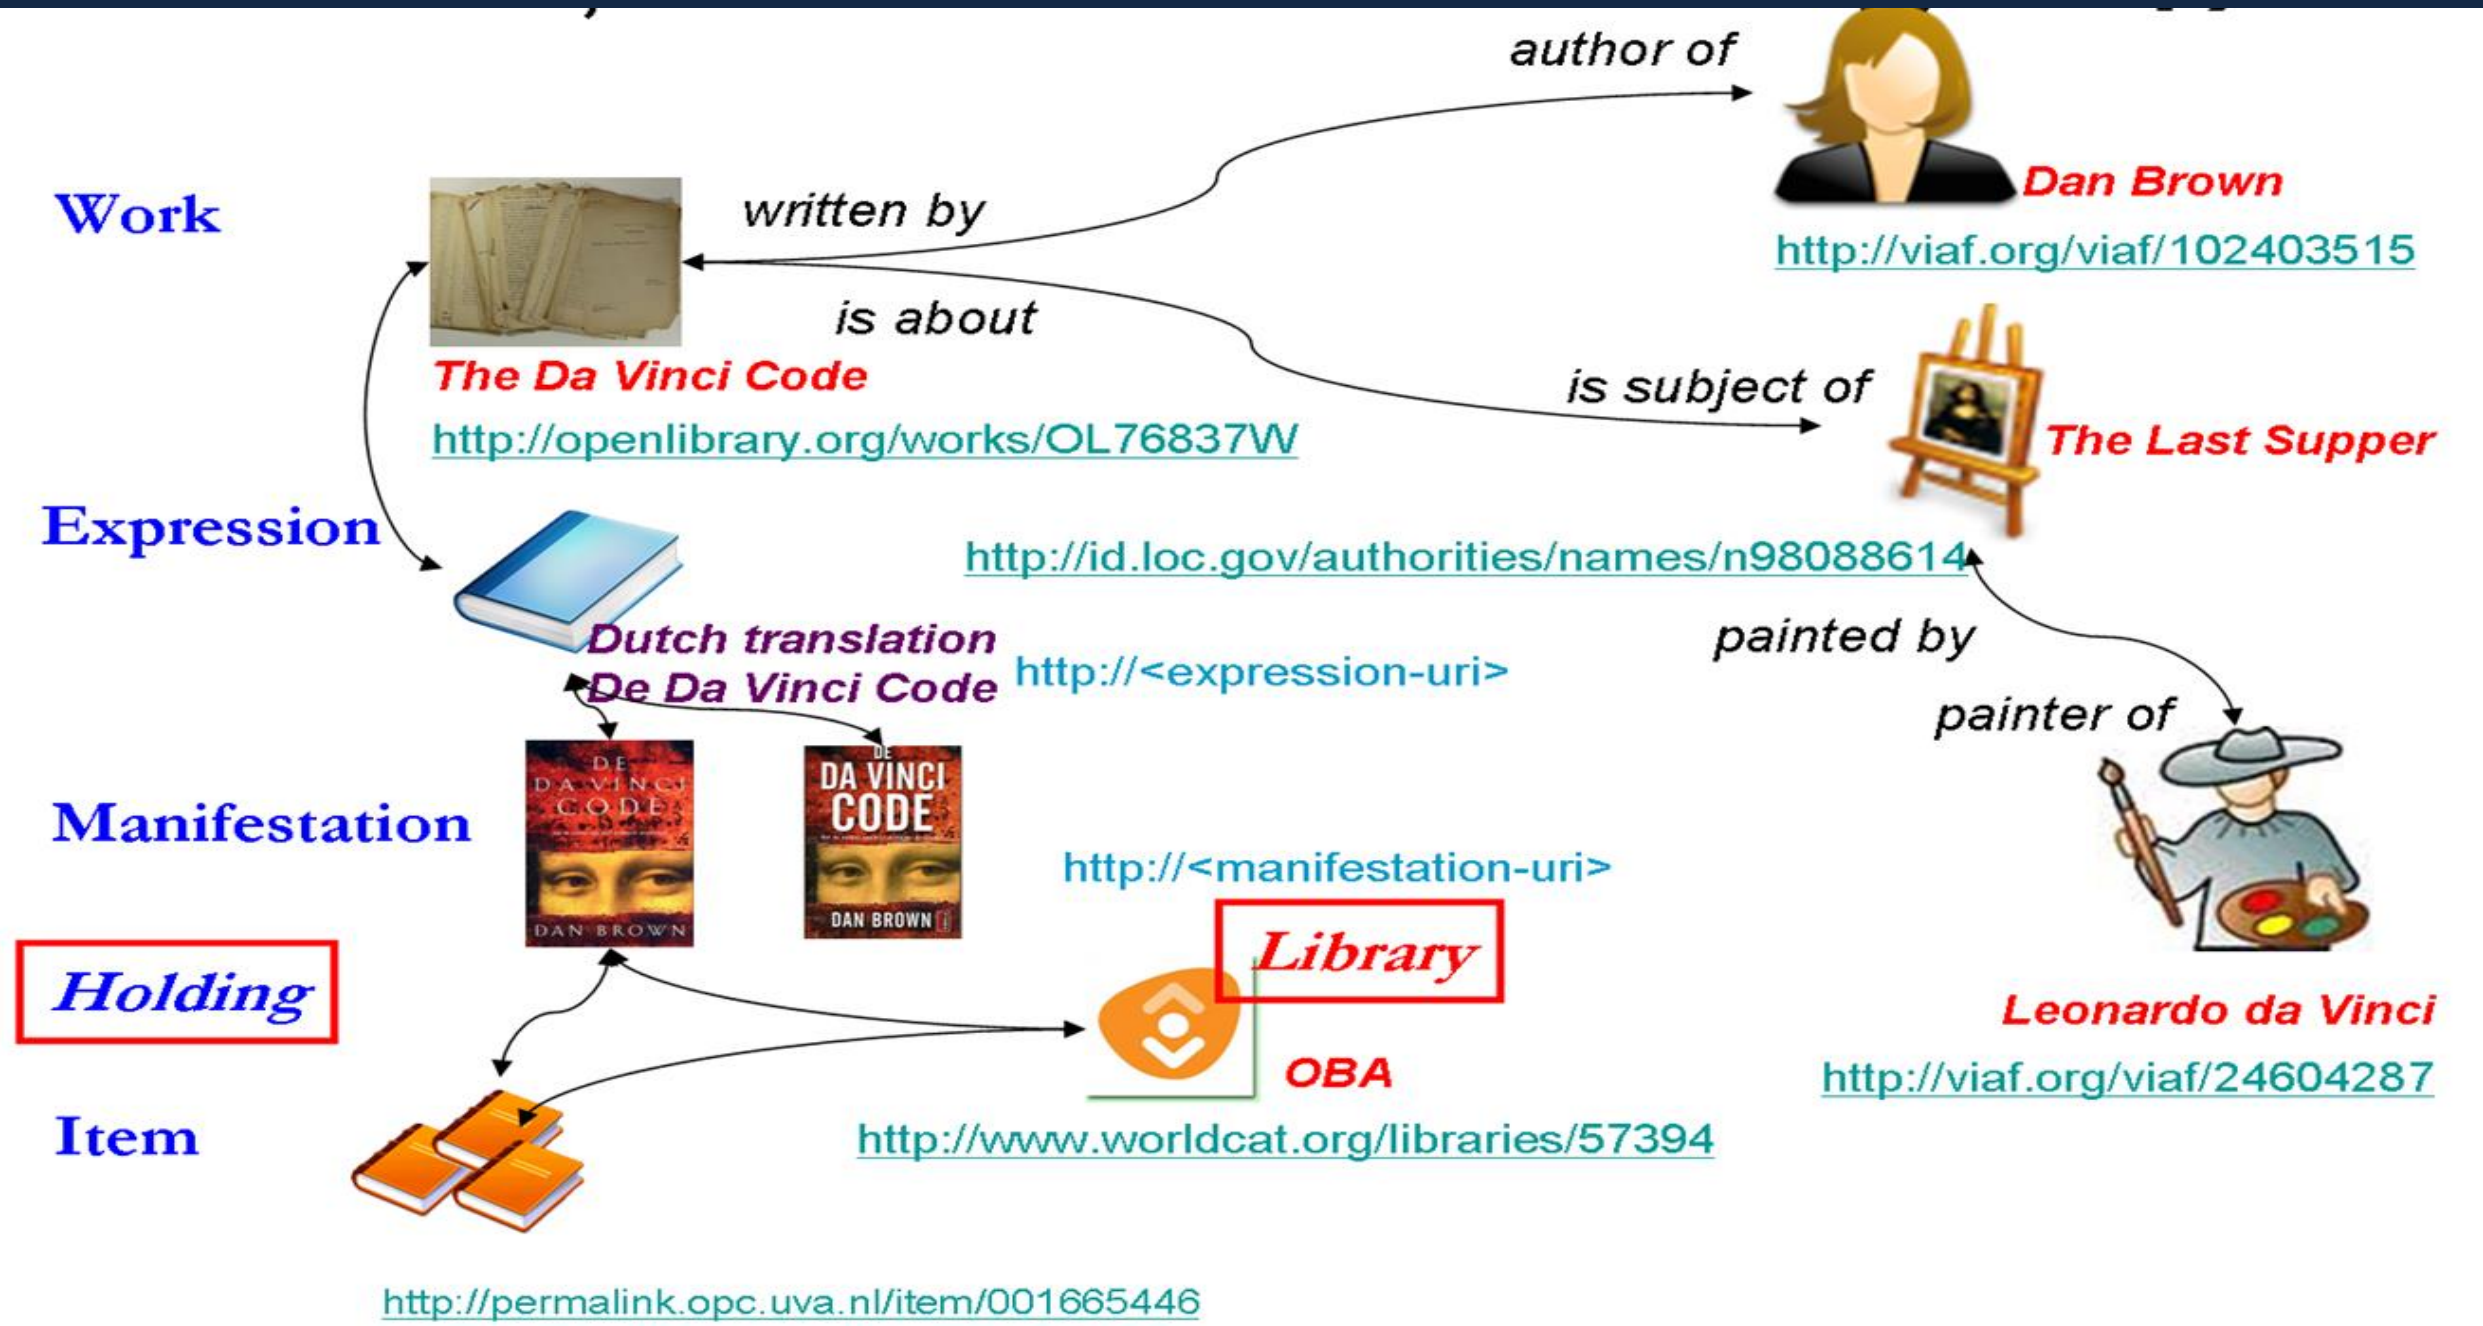 author of
Dan Brown
http://viaf.org/viaf/102403515
Work
written by
is about
The Da Vinci Code
http://openlibrary.org/works/OL76837W
is subject of
The Last Supper
Expression
http://id.loc.gov/authorities/names/n98088614
Dutch translation
De Da Vinci Code
http://<expression-uri>
painted by
painter of
Manifestation
DE
DA VINCI
CODE
DAN BROWN
DE
DA VINCI
CODE
DAN BROWN
http://<manifestation-uri>
Library
Holding
OBA
http://www.worldcat.org/libraries/57394
Leonardo da Vinci
http://viaf.org/viaf/24604287
Item
http://permalink.opc.uva.nl/item/001665446